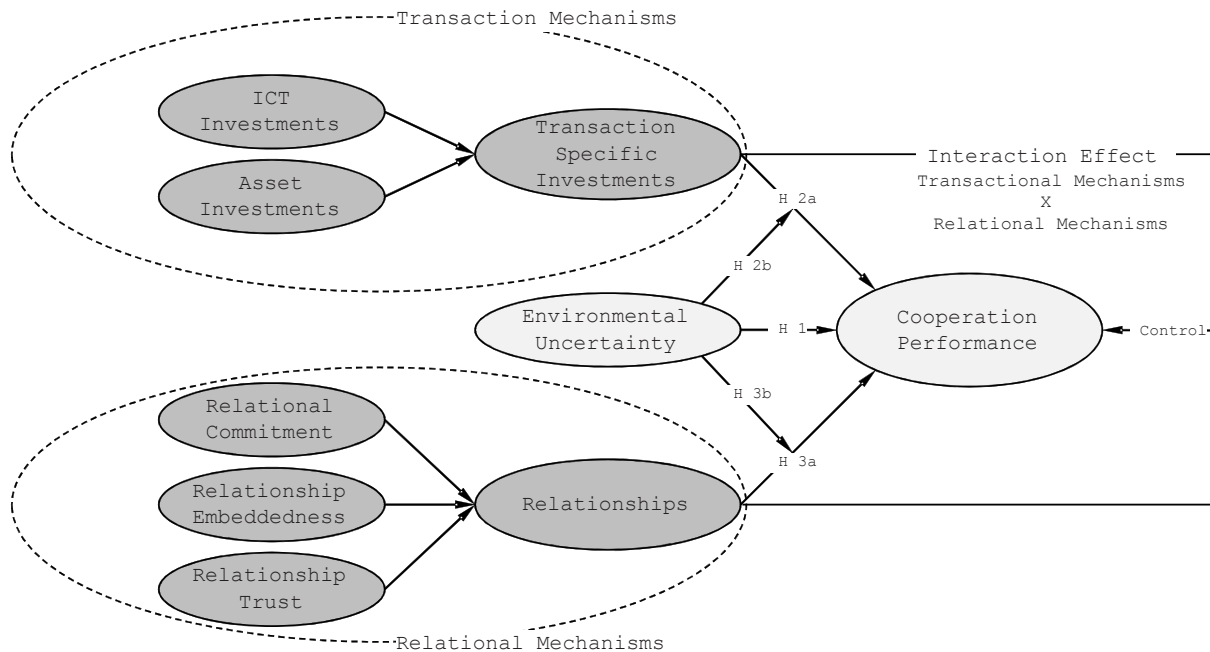 Transaction Mechanisms
ICT
Investments
Asset
Investments
Transaction
Specific
Investments
Interaction Effect
Transactional Mechanisms
X
Relational Mechanisms
H 2a
H 2b
Environmental
Uncertainty
H 1
Cooperation
Performance
Control
H 3b
H 3a
Relational
Commitment
Relationship
Embeddedness
Relationship
Trust
Relationships
Relational Mechanisms